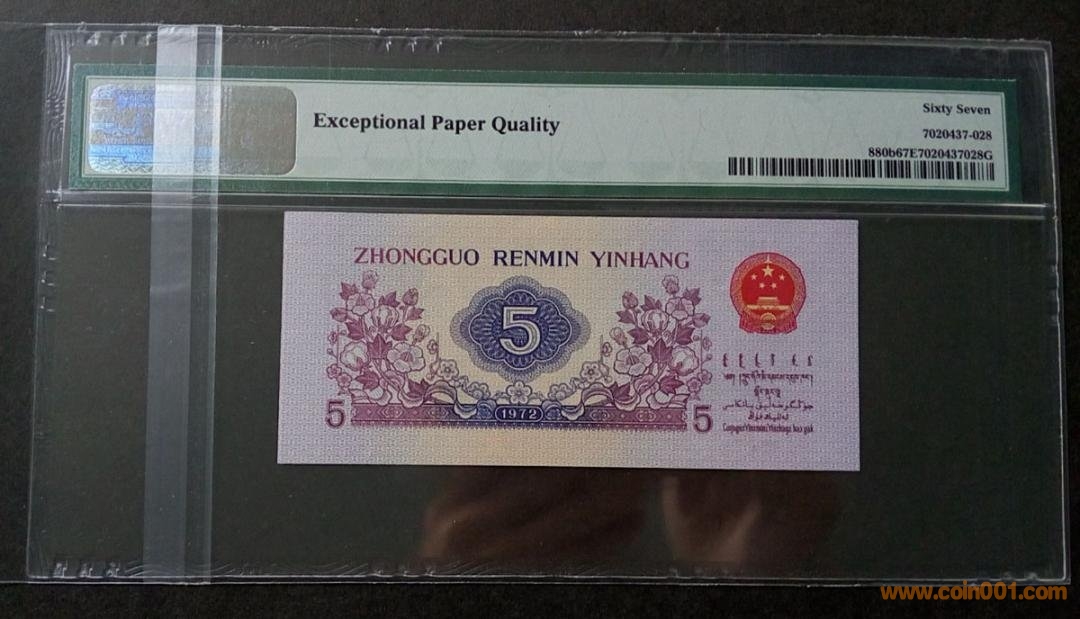 Exceptional Paper Quality
Sixty Seven
7020437-028
880b67E7020437028G
ZHONGGUO RENMIN YINHANG
5
5 1972 5
www.coin001.com